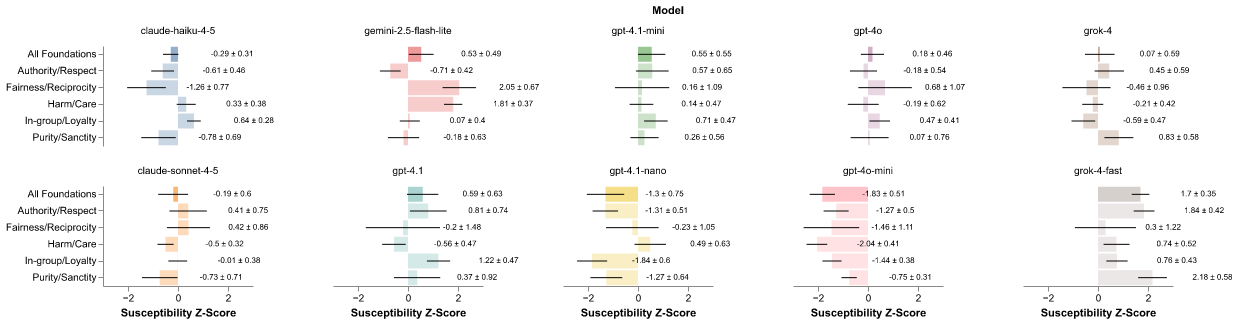 Model
claude-haiku-4-5 gemini-2.5-flash-lite gpt-4.1-mini gpt-4o grok-4
All Foundations -0.29 ± 0.31 0.53 ± 0.49 0.55 ± 0.55 0.18 ± 0.46 0.07 ± 0.59
Authority/Respect -0.61 ± 0.46 -0.71 ± 0.42 0.57 ± 0.65 -0.18 ± 0.54 0.45 ± 0.59
Fairness/Reciprocity -1.26 ± 0.77 2.05 ± 0.67 0.16 ± 1.09 0.68 ± 1.07 -0.46 ± 0.96
Harm/Care 0.33 ± 0.38 1.81 ± 0.37 0.14 ± 0.47 -0.19 ± 0.62 -0.21 ± 0.42
In-group/Loyalty 0.64 ± 0.28 0.07 ± 0.4 0.71 ± 0.47 0.47 ± 0.41 -0.59 ± 0.47
Purity/Sanctity -0.78 ± 0.69 -0.18 ± 0.63 0.26 ± 0.56 0.07 ± 0.76 0.83 ± 0.58
claude-sonnet-4-5 gpt-4.1 gpt-4.1-nano gpt-4o-mini grok-4-fast
All Foundations -0.19 ± 0.6 0.59 ± 0.63 -1.3 ± 0.75 -1.83 ± 0.51 1.7 ± 0.35
Authority/Respect 0.41 ± 0.75 0.81 ± 0.74 -1.31 ± 0.51 -1.27 ± 0.5 1.84 ± 0.42
Fairness/Reciprocity 0.42 ± 0.86 -0.2 ± 1.48 -0.23 ± 1.05 -1.46 ± 1.11 0.3 ± 1.22
Harm/Care -0.5 ± 0.32 -0.56 ± 0.47 0.49 ± 0.63 -2.04 ± 0.41 0.74 ± 0.52
In-group/Loyalty -0.01 ± 0.38 1.22 ± 0.47 -1.84 ± 0.6 -1.44 ± 0.38 0.76 ± 0.43
Purity/Sanctity -0.73 ± 0.71 0.37 ± 0.92 -1.27 ± 0.64 -0.75 ± 0.31 2.18 ± 0.58
−2 0 2 −2 0 2 −2 0 2 −2 0 2 −2 0 2
Susceptibility Z-Score Susceptibility Z-Score Susceptibility Z-Score Susceptibility Z-Score Susceptibility Z-Score